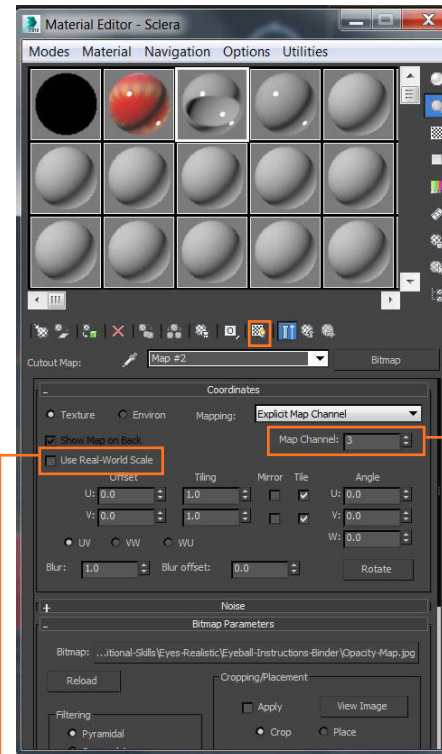 Material Editor - Sclera
Modes Material Navigation Options Utilities
Cutout Map: Map #2 Bitmap
Coordinates
Texture Environ Mapping: Explicit Map Channel
Show Map on Back Map Channel: 3
Use Real-World Scale
Offset Tiling Mirror Tile Angle
U: 0.0 1.0 U: 0.0
V: 0.0 1.0 V: 0.0
UV VW WU W: 0.0
Blur: 1.0 Blur offset: 0.0 Rotate
+ Noise
- Bitmap Parameters
Bitmap: ...itional-Skills\Eyes-Realistic\Eyeball-Instructions-Binder\Opacity-Map.jpg
Reload Cropping/Placement
Apply View Image
Filtering
Pyramidal Crop Place